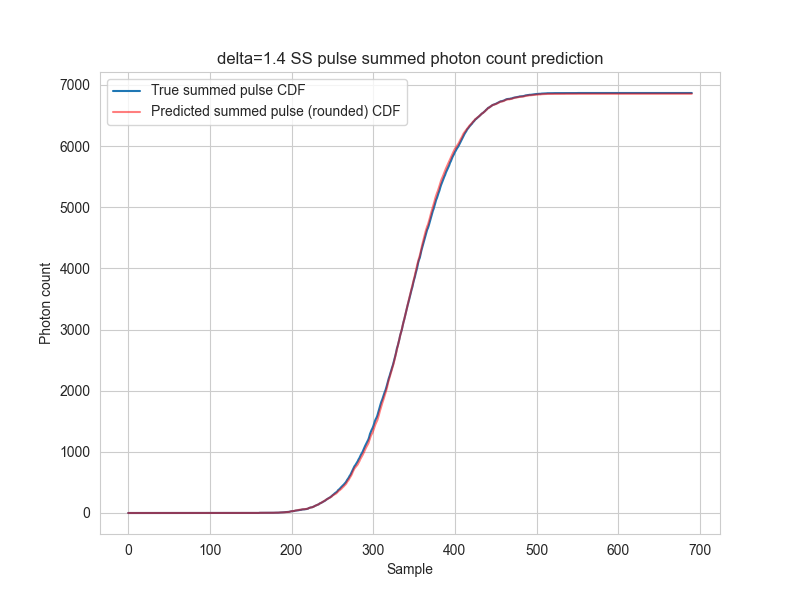 delta=1.4 SS pulse summed photon count prediction
True summed pulse CDF
Predicted summed pulse (rounded) CDF
Photon count
7000
6000
5000
4000
3000
2000
1000
0
0 100 200 300 400 500 600 700
Sample